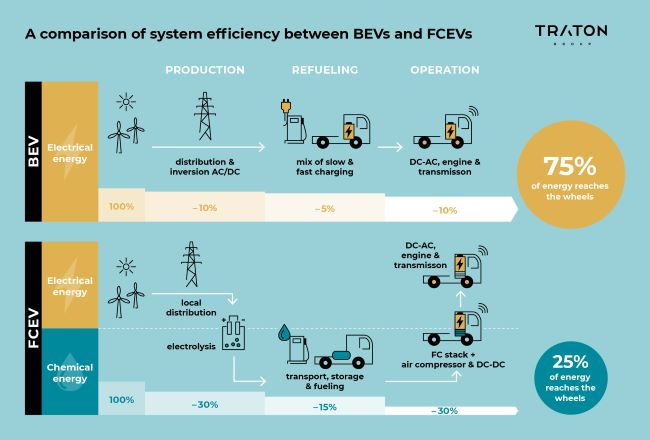 A comparison of system efficiency between BEVs and FCEVs
TRATON
GROUP
PRODUCTION
REFUELING
OPERATION
BEV
Electrical
energy
distribution &
inversion AC/DC
mix of slow &
fast charging
DC-AC, engine &
transmisson
100%
–10%
–5%
–10%
75%
of energy reaches
the wheels
FCEV
Electrical
energy
local
distribution
+ –
electrolysis
DC-AC,
engine &
transmisson
FC stack +
air compressor & DC-DC
transport, storage
& fueling
Chemical
energy
100%
–30%
–15%
–30%
25%
of energy
reaches the
wheels